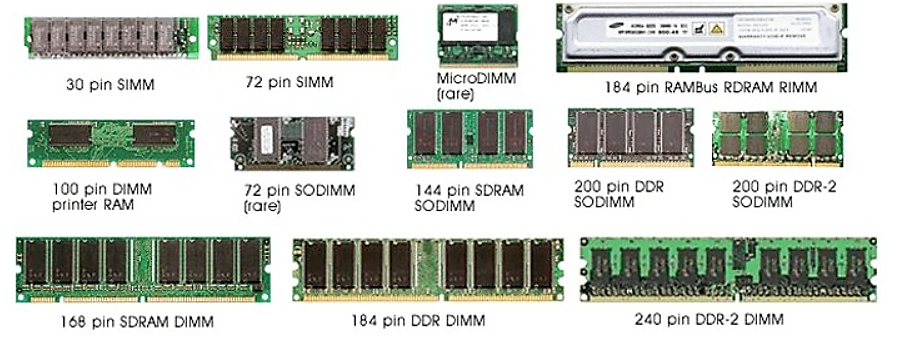 30 pin SIMM
72 pin SIMM
MicroDIMM
(rare)
184 pin RAMBus RDRAM RIMM
100 pin DIMM
printer RAM
72 pin SODIMM
(rare)
144 pin SDRAM
SODIMM
200 pin DDR
SODIMM
200 pin DDR-2
SODIMM
168 pin SDRAM DIMM
184 pin DDR DIMM
240 pin DDR-2 DIMM